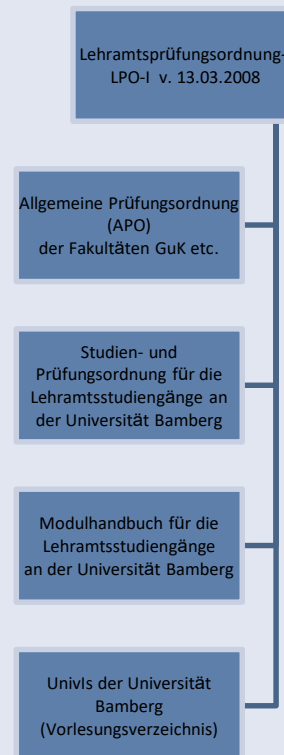 Lehramtsprüfungsordnung-
LPO-I v. 13.03.2008
Allgemeine Prüfungsordnung
(APO)
der Fakultäten GuK etc.
Studien- und
Prüfungsordnung für die
Lehramtsstudiengänge an
der Universität Bamberg
Modulhandbuch für die
Lehramtsstudiengänge
an der Universität Bamberg
UnivIs der Universität
Bamberg
(Vorlesungsverzeichnis)